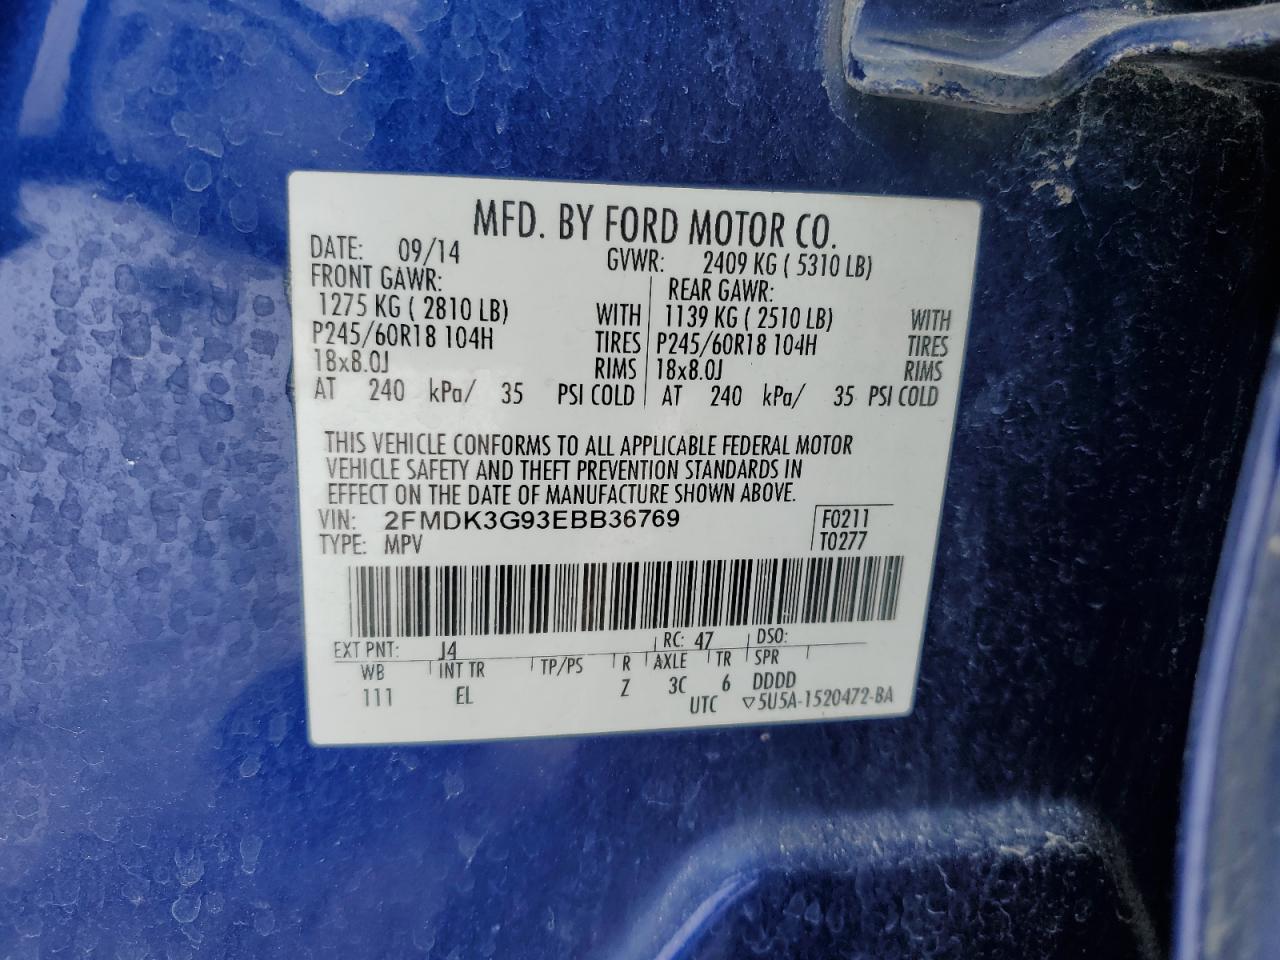 MFD. BY FORD MOTOR CO.
DATE: 09/14 GVWR: 2409 KG ( 5310 LB)
FRONT GAWR: REAR GAWR:
1275 KG ( 2810 LB) WITH 1139 KG ( 2510 LB) WITH
P245/60R18 104H TIRES P245/60R18 104H TIRES
18x8.0J RIMS 18x8.0J RIMS
AT 240 kPa/ 35 PSI COLD AT 240 kPa/ 35 PSI COLD
THIS VEHICLE CONFORMS TO ALL APPLICABLE FEDERAL MOTOR
VEHICLE SAFETY AND THEFT PREVENTION STANDARDS IN
EFFECT ON THE DATE OF MANUFACTURE SHOWN ABOVE.
VIN: 2FMDK3G93EBB36769 F0211
TYPE: MPV T0277
EXT PNT: J4 RC: 47 DSO:
WB INT TR TP/PS R AXLE TR SPR
111 EL Z 3C 6 DDDD
UTC ▽5U5A-1520472-BA